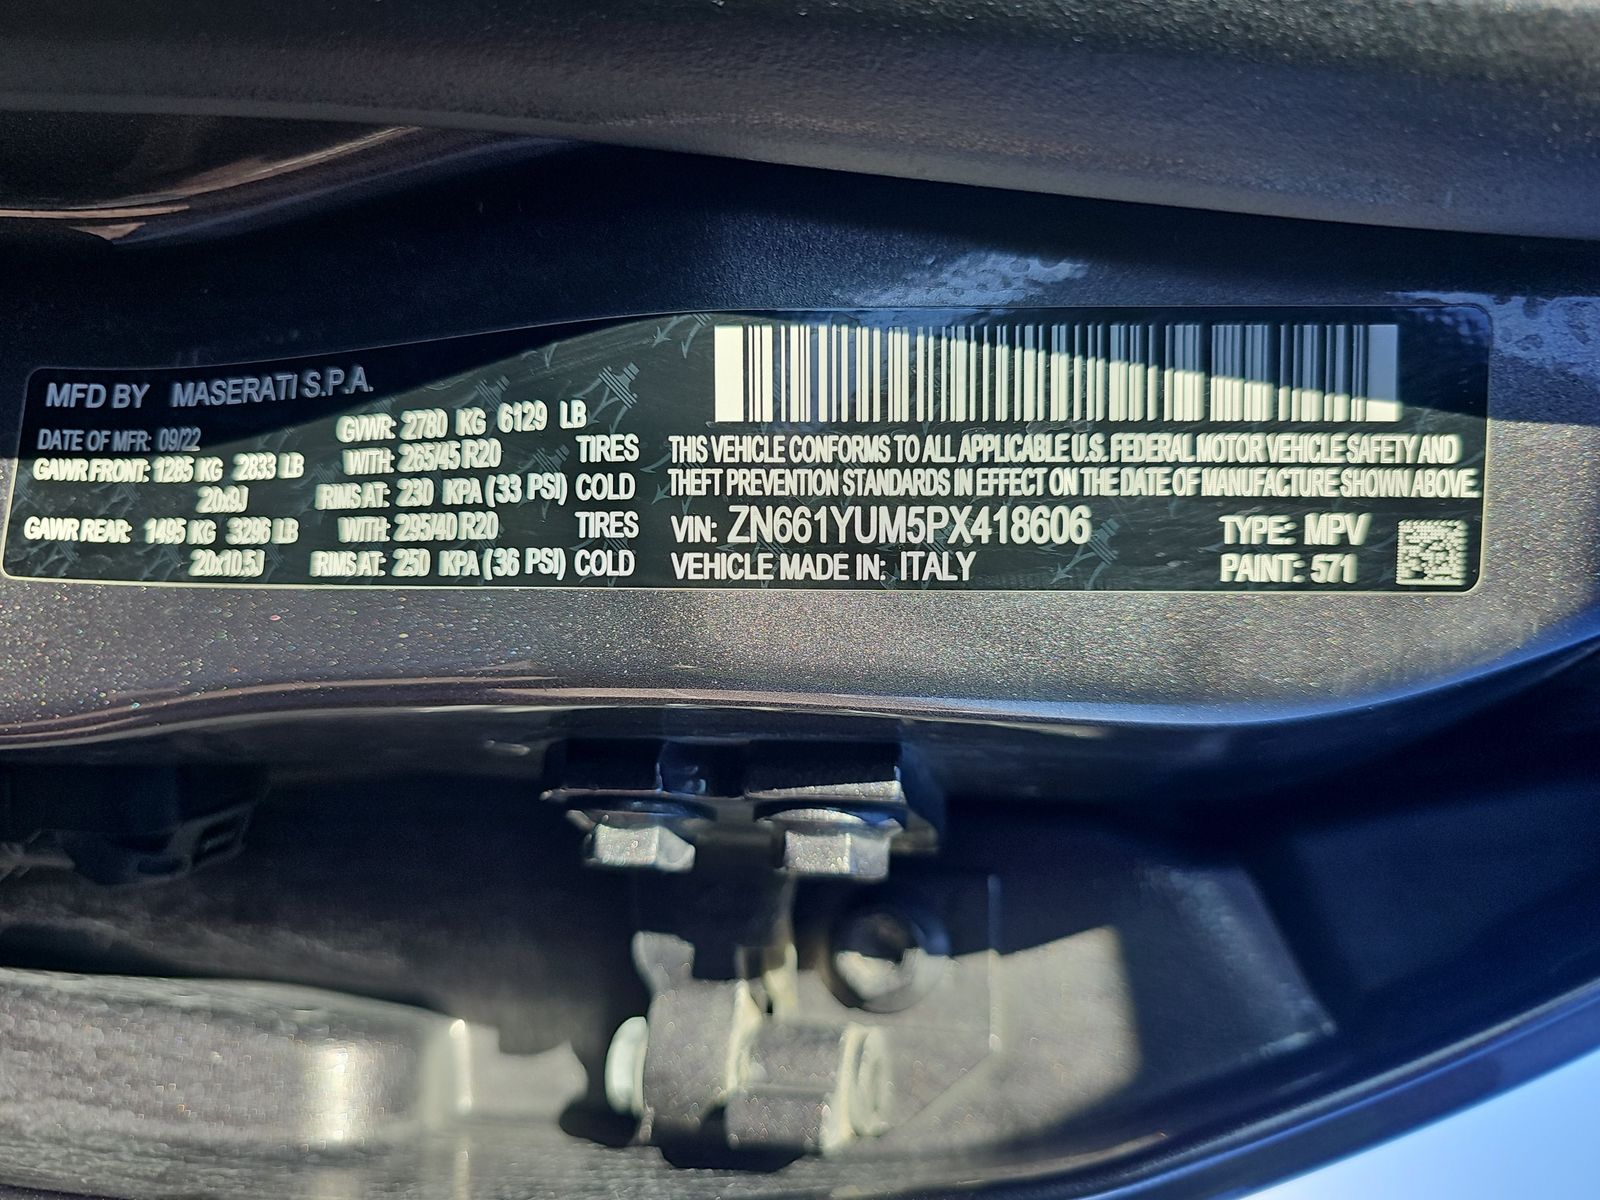 MFD BY MASERATI S.P.A.
DATE OF MFR: 09/22
GVWR: 2780 KG 6129 LB
GAWR FRONT: 1285 KG 2833 LB WITH: 265/45 R20 TIRES
20x9J RIMS AT: 230 KPA (33 PSI) COLD
GAWR REAR: 1495 KG 3296 LB WITH: 295/40 R20 TIRES
20x10.5J RIMS AT: 250 KPA (36 PSI) COLD
THIS VEHICLE CONFORMS TO ALL APPLICABLE U.S. FEDERAL MOTOR VEHICLE SAFETY AND
THEFT PREVENTION STANDARDS IN EFFECT ON THE DATE OF MANUFACTURE SHOWN ABOVE.
VIN: ZN661YUM5PX418606 TYPE: MPV
VEHICLE MADE IN: ITALY PAINT: 571